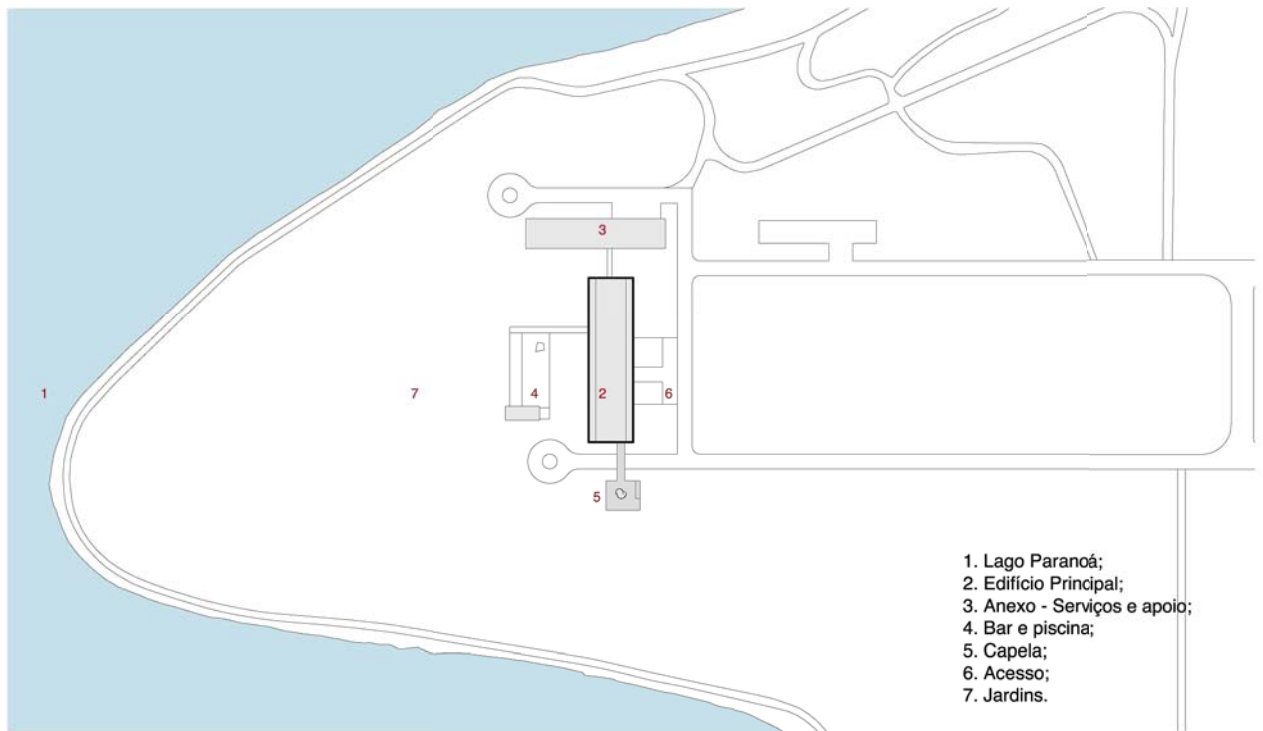 3
1
7
4
2
6
5
1. Lago Paranoá;
2. Edifício Principal;
3. Anexo - Serviços e apoio;
4. Bar e piscina;
5. Capela;
6. Acesso;
7. Jardins.